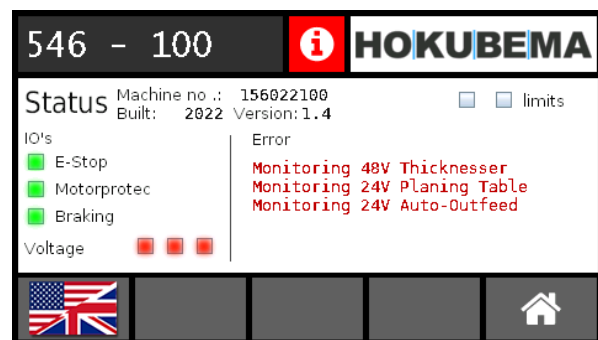 546 - 100
i HOKUBEMA
Status Machine no .: 156022100
Built: 2022 Version: 1.4
limits
IO's
E-Stop
Motorprotec
Braking
Voltage
Error
Monitoring 48V Thicknesser
Monitoring 24V Planing Table
Monitoring 24V Auto-Outfeed